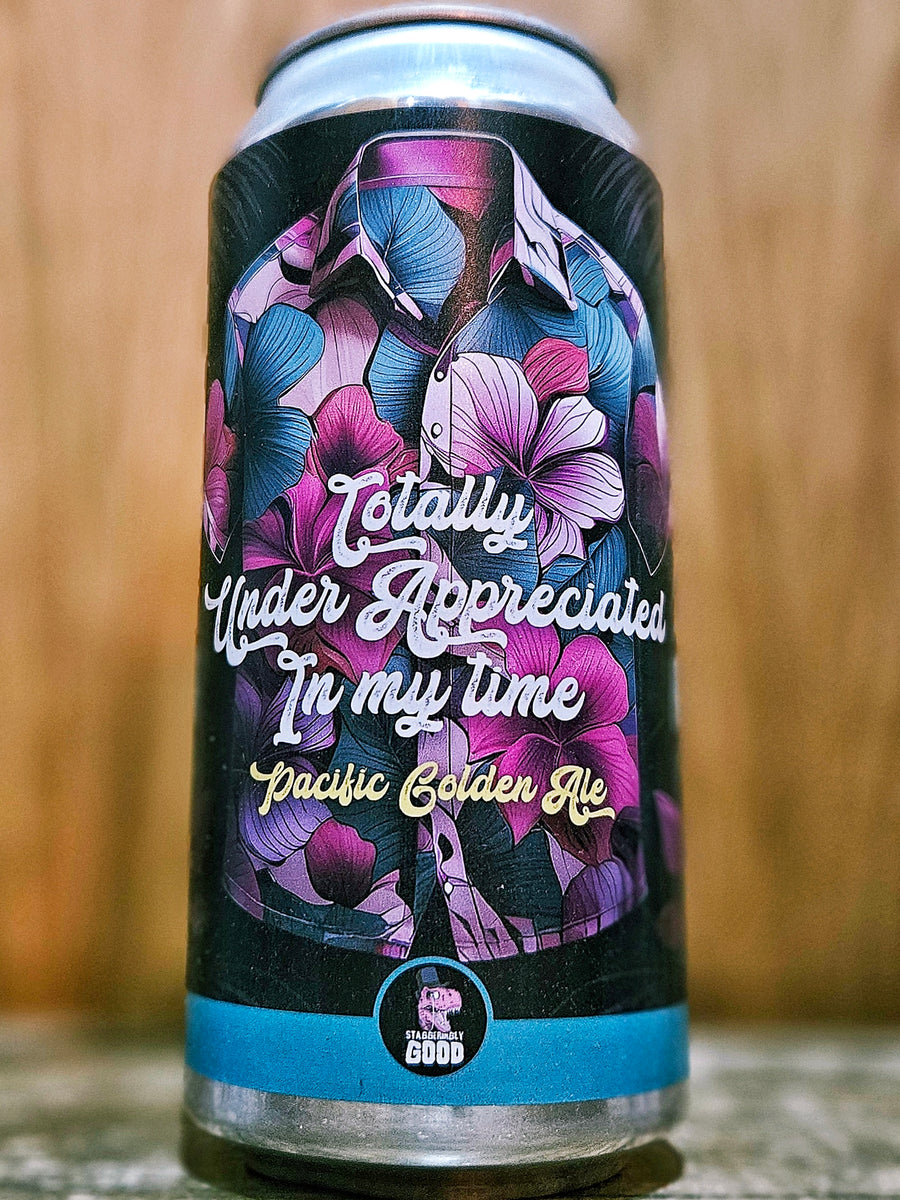 Totally
Under Appreciated
In my time
Pacific Golden Ale
STAGGERINGLY
GOOD